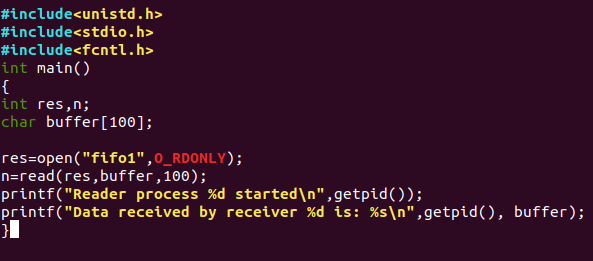 #include<unistd.h>
#include<stdio.h>
#include<fcntl.h>
int main()
{
int res,n;
char buffer[100];
res=open("fifo1",O_RDONLY);
n=read(res,buffer,100);
printf("Reader process %d started\n",getpid());
printf("Data received by receiver %d is: %s\n",getpid(), buffer);
}